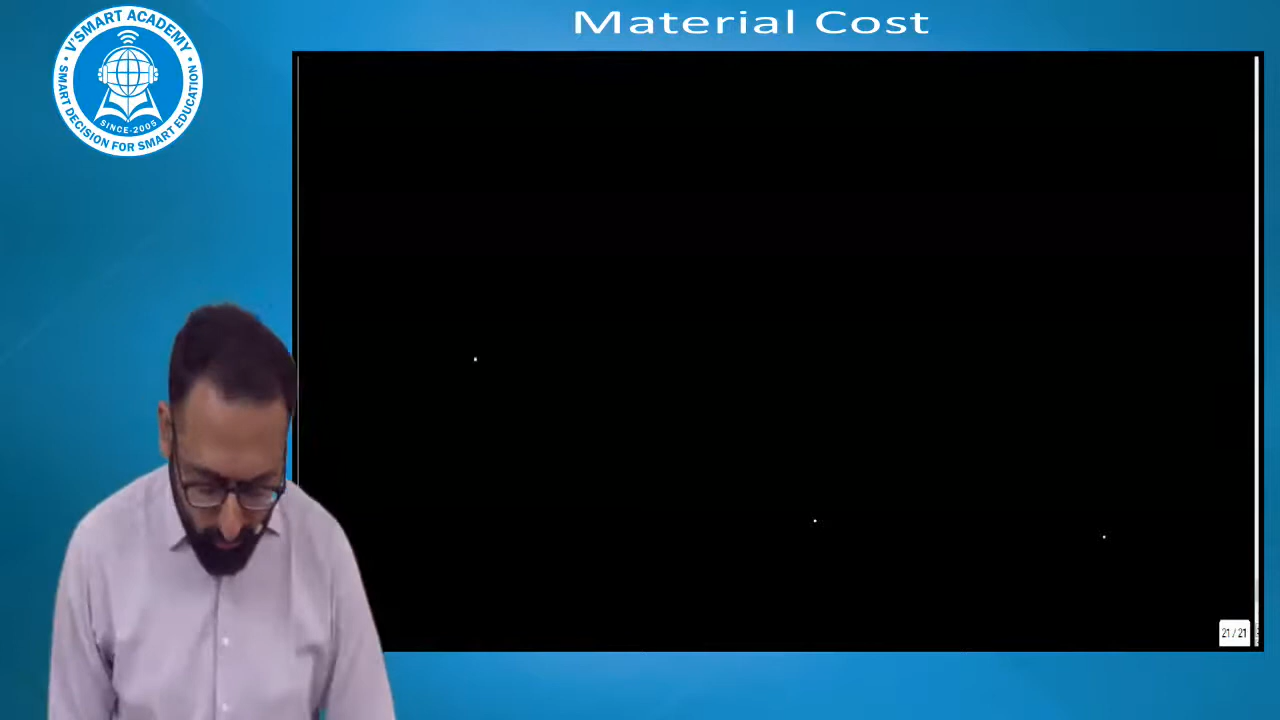 Material Cost
V'SMART ACADEMY
SMART DECISION FOR SMART EDUCATION
SINCE-2005
21 / 21